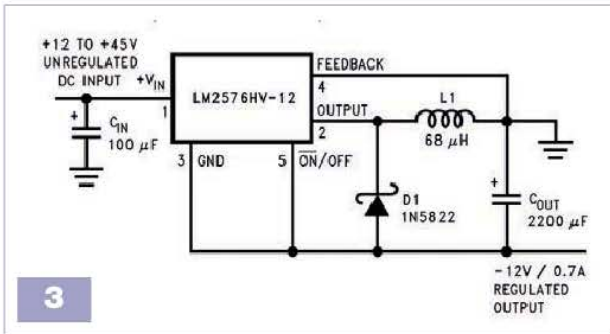 +12 TO +45V
UNREGULATED
DC INPUT
+VIN
1
CIN
100 μF
LM2576HV-12
FEEDBACK
4
OUTPUT
2
3 GND
5 ON/OFF
L1
68 μH
D1
1N5822
COUT
2200 μF
-12V / 0.7A
REGULATED
OUTPUT
3